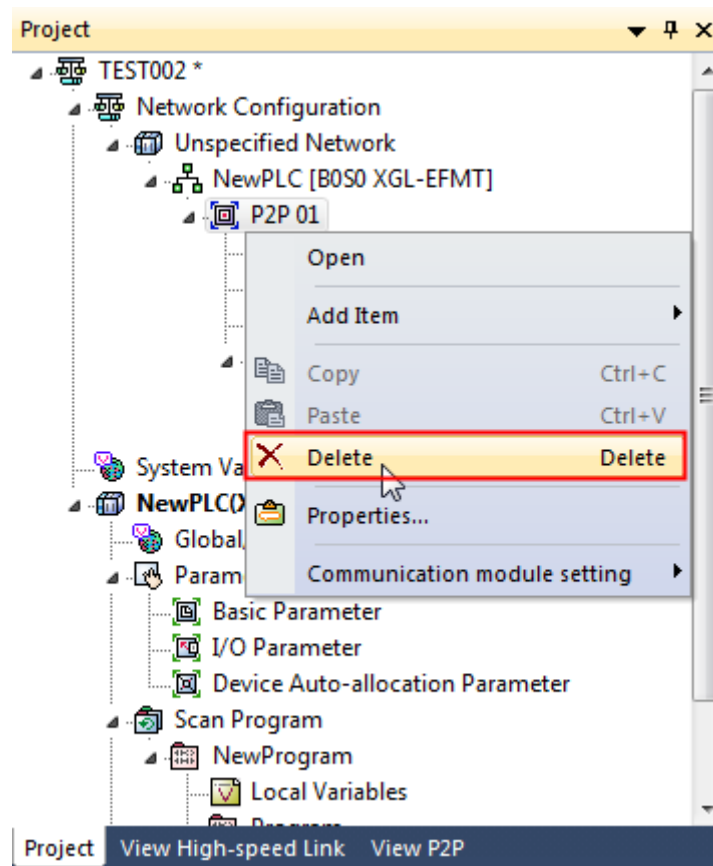 Project
TEST002 *
Network Configuration
Unspecified Network
NewPLC [B0S0 XGL-EFMT]
P2P 01
Open
Add Item
Copy Ctrl+C
Paste Ctrl+V
Delete Delete
Properties...
Communication module setting
System Va
NewPLC(X
Global/
Param
Basic Parameter
I/O Parameter
Device Auto-allocation Parameter
Scan Program
NewProgram
Local Variables
Program
Project View High-speed Link View P2P